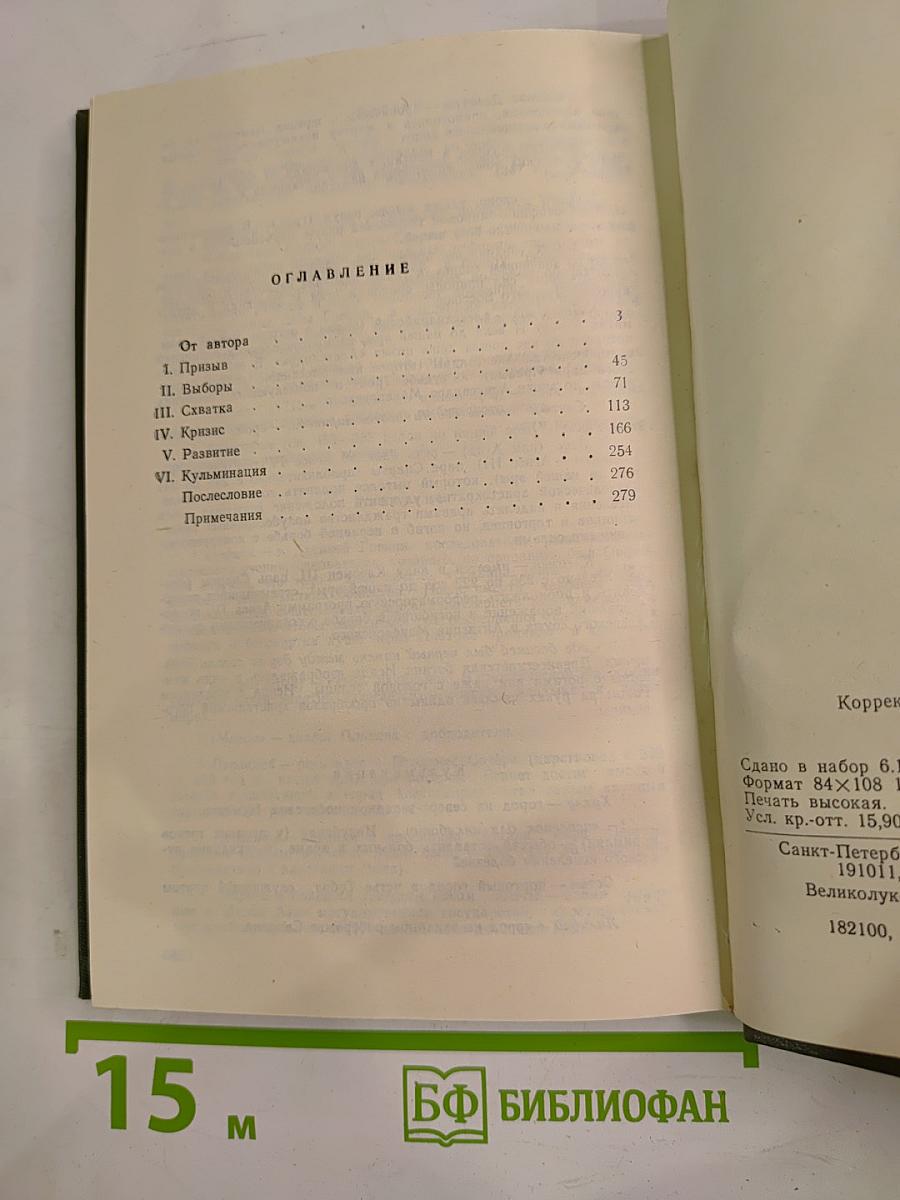 ОГЛАВЛЕНИЕ
От автора . . . . . . . . . . . . . 3
I. Призыв . . . . . . . . . . . . .
II. Выборы . . . . . . . . . . . . . 45
III. Схватка . . . . . . . . . . . . . 71
IV. Кризис . . . . . . . . . . . . . 113
V. Развитие . . . . . . . . . . . . . 166
VI. Кульминация . . . . . . . . . . . . 254
Послесловие . . . . . . . . . . . . 276
Примечания . . . . . . . . . . . . 279
Коррек
Сдано в набор 6.1
Формат 84×108 1
Печать высокая.
Усл. кр.-отт. 15,90
Санкт-Петерб
191011,
Великолук
182100,
15 м
БФ БИБЛИОФАН